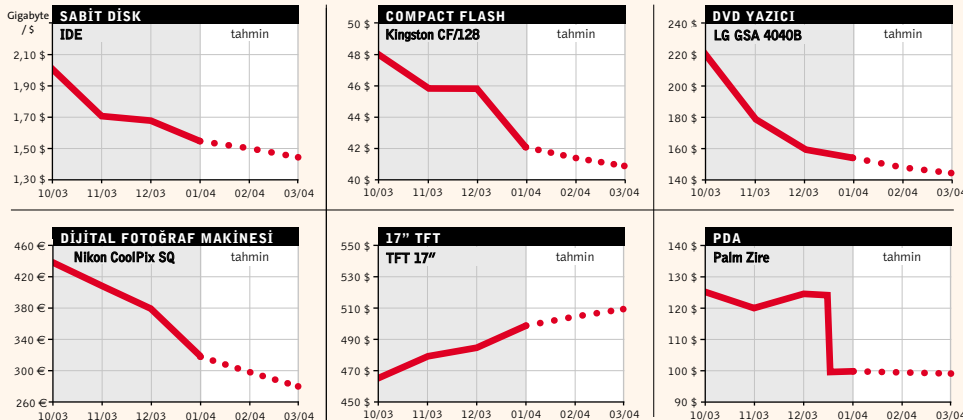 Gigabyte / $
SABİT DİSK
IDE
tahmin
2,10 $
1,90 $
1,70 $
1,50 $
1,30 $
10/03 11/03 12/03 01/04 02/04 03/04
COMPACT FLASH
Kingston CF/128
tahmin
50 $
48 $
46 $
44 $
42 $
40 $
10/03 11/03 12/03 01/04 02/04 03/04
DVD YAZICI
LG GSA 4040B
tahmin
240 $
220 $
200 $
180 $
160 $
140 $
10/03 11/03 12/03 01/04 02/04 03/04
DİJİTAL FOTOĞRAF MAKİNESİ
Nikon CoolPix SQ
tahmin
460 €
420 €
380 €
340 €
300 €
260 €
10/03 11/03 12/03 01/04 02/04 03/04
17” TFT
TFT 17”
tahmin
550 $
530 $
510 $
490 $
470 $
450 $
10/03 11/03 12/03 01/04 02/04 03/04
PDA
Palm Zire
tahmin
140 $
130 $
120 $
110 $
100 $
90 $
10/03 11/03 12/03 01/04 02/04 03/04